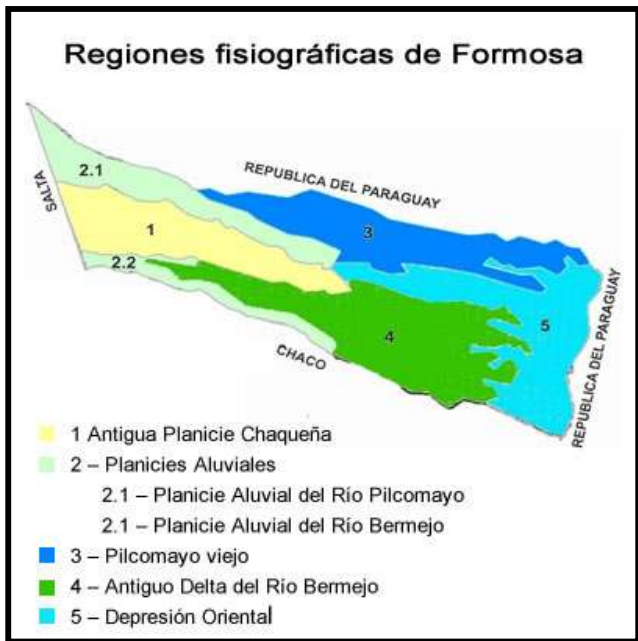 Regiones fisiográficas de Formosa
2.1
REPUBLICA DEL PARAGUAY
SALTA
1
3
2.2
5
4
REPUBLICA DEL PARAGUAY
CHACO
1 Antigua Planicie Chaqueña
2 – Planicies Aluviales
2.1 – Planicie Aluvial del Río Pilcomayo
2.1 – Planicie Aluvial del Río Bermejo
3 – Pilcomayo viejo
4 – Antiguo Delta del Río Bermejo
5 – Depresión Oriental